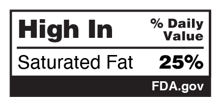 High In
% Daily
Value
Saturated Fat 25%
FDA.gov